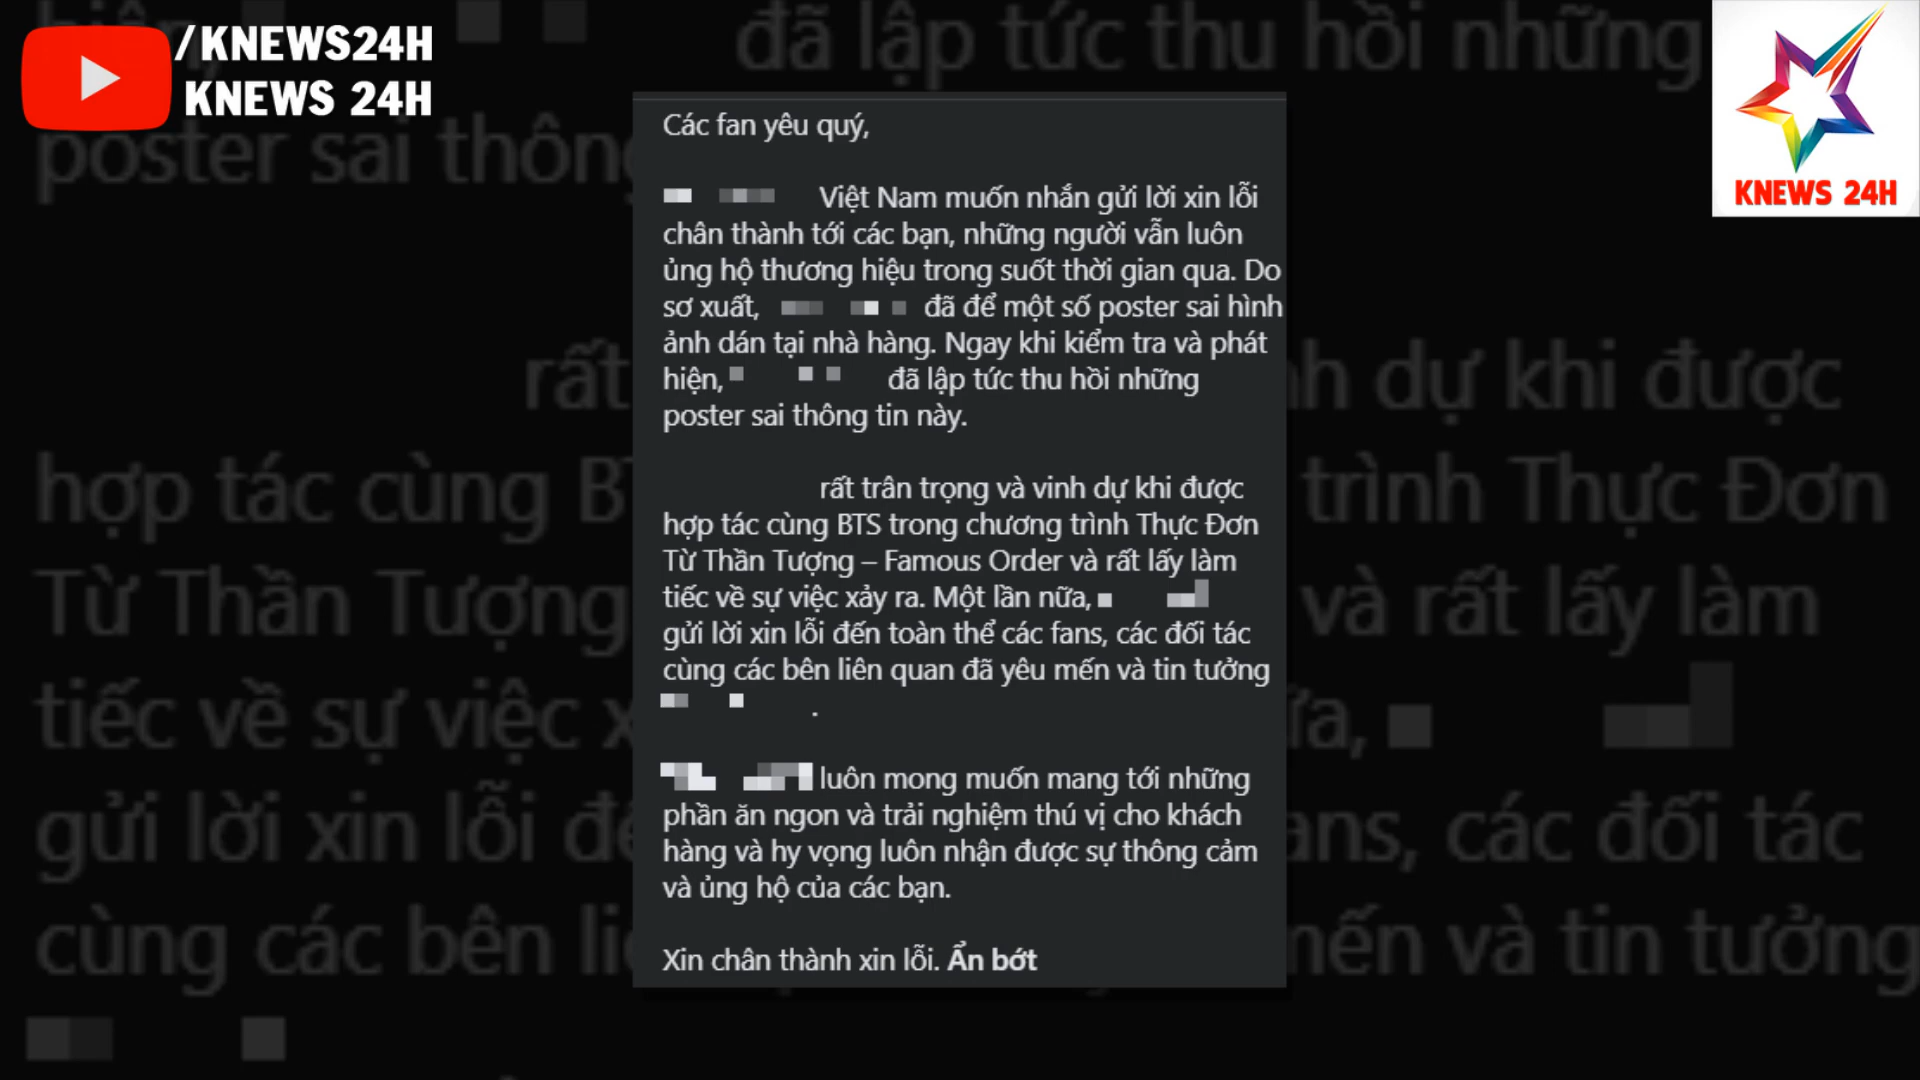 /KNEWS24H
KNEWS 24H
KNEWS 24H
Các fan yêu quý,
Việt Nam muốn nhắn gửi lời xin lỗi
chân thành tới các bạn, những người vẫn luôn
ủng hộ thương hiệu trong suốt thời gian qua. Do
sơ xuất, đã để một số poster sai hình
ảnh dán tại nhà hàng. Ngay khi kiểm tra và phát
hiện, đã lập tức thu hồi những
poster sai thông tin này.
rất trân trọng và vinh dự khi được
hợp tác cùng BTS trong chương trình Thực Đơn
Từ Thần Tượng – Famous Order và rất lấy làm
tiếc về sự việc xảy ra. Một lần nữa,
gửi lời xin lỗi đến toàn thể các fans, các đối tác
cùng các bên liên quan đã yêu mến và tin tưởng
.
luôn mong muốn mang tới những
phần ăn ngon và trải nghiệm thú vị cho khách
hàng và hy vọng luôn nhận được sự thông cảm
và ủng hộ của các bạn.
Xin chân thành xin lỗi. Ẩn bớt